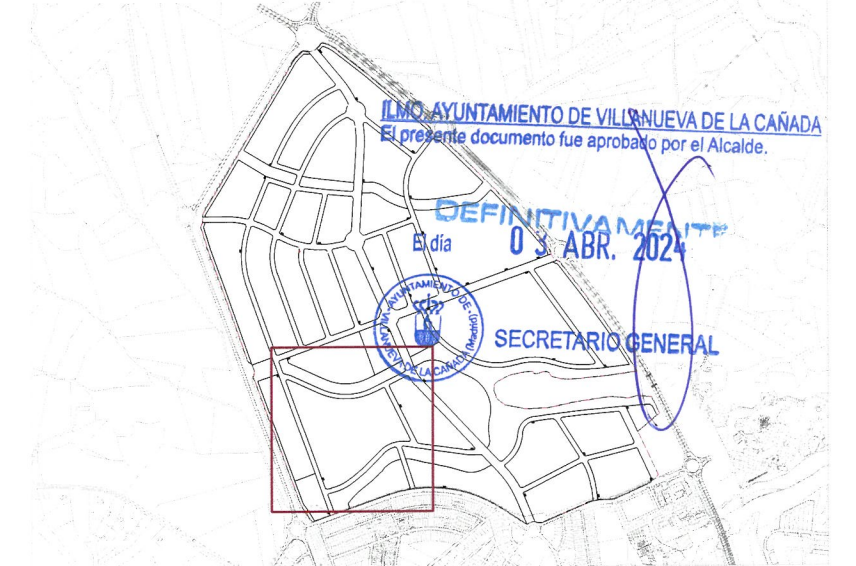 ILMO. AYUNTAMIENTO DE VILLANUEVA DE LA CAÑADA
El presente documento fue aprobado por el Alcalde.
DEFINITIVAMENTE
El día 03 ABR. 2024
AYUNTAMIENTO DE VILLANUEVA DE LA CAÑADA (Madrid)
SECRETARIO GENERAL